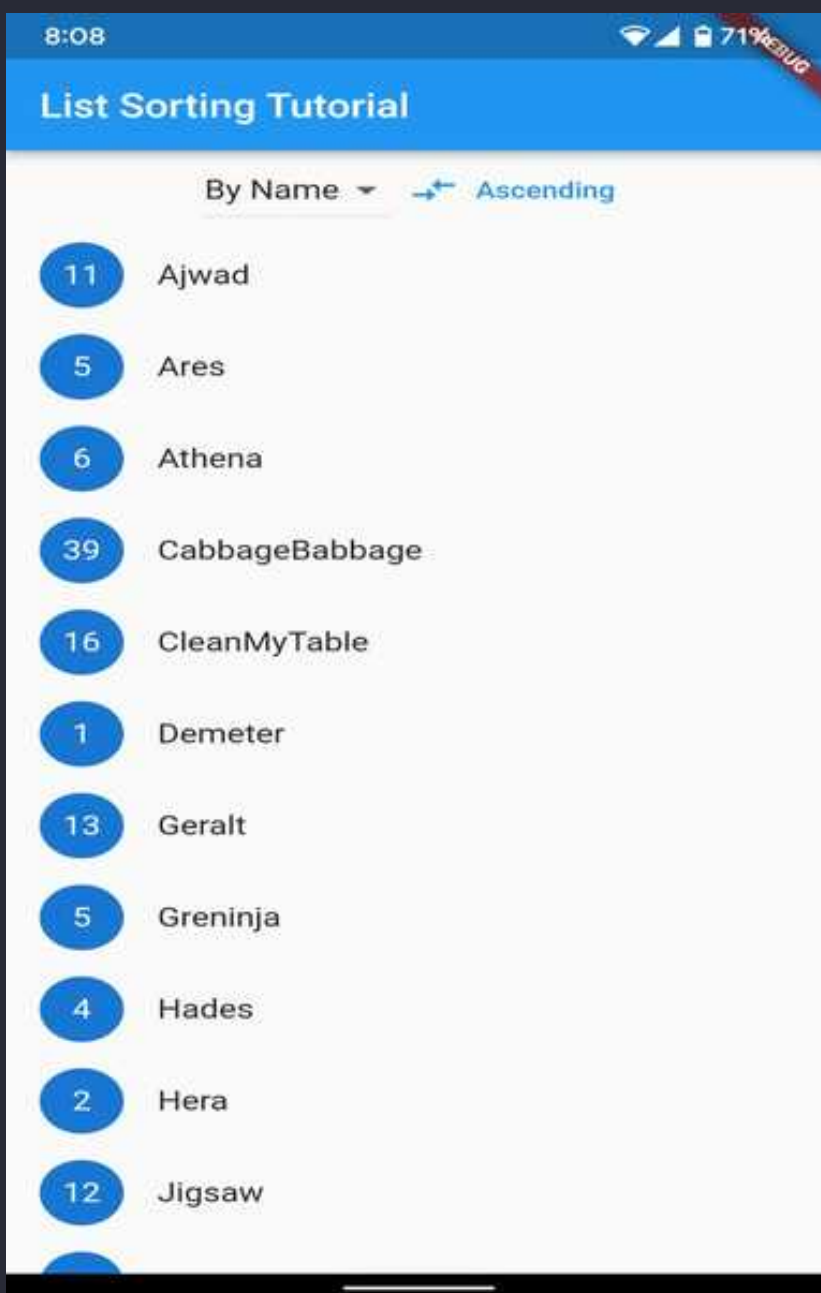 8:08 71%
DEBUG
List Sorting Tutorial
By Name Ascending
11 Ajwad
5 Ares
6 Athena
39 CabbageBabbage
16 CleanMyTable
1 Demeter
13 Geralt
5 Greninja
4 Hades
2 Hera
12 Jigsaw